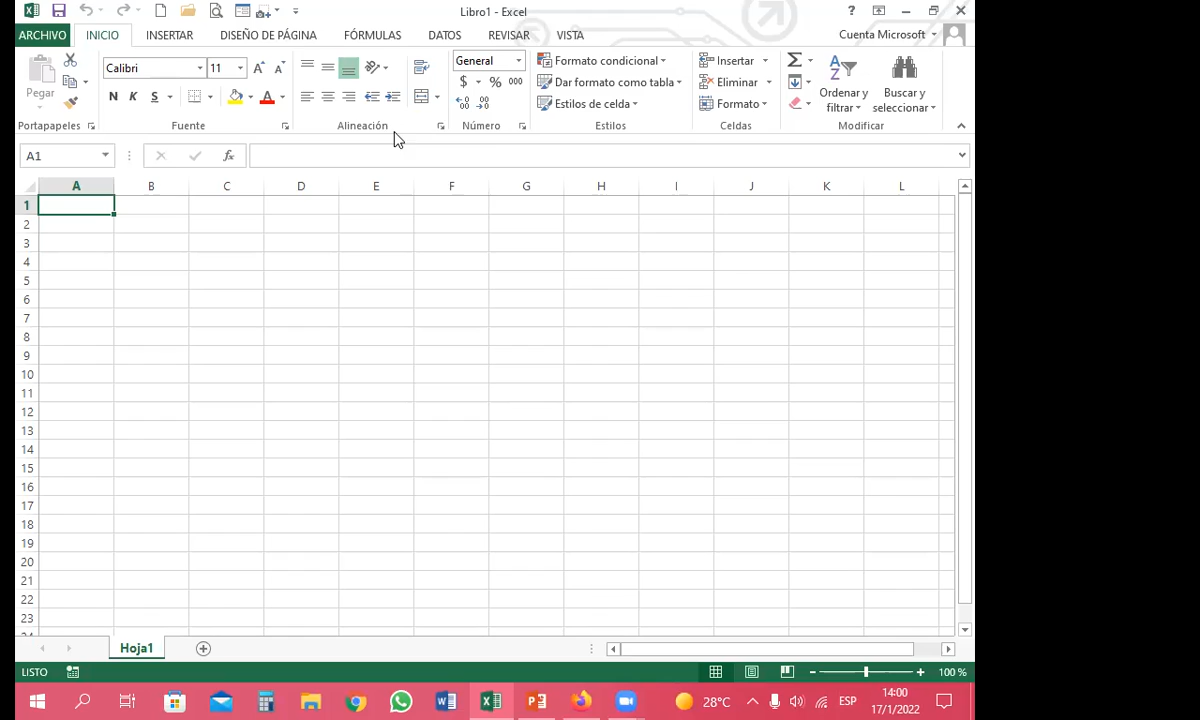 Libro1 - Excel
?
ARCHIVO INICIO INSERTAR DISEÑO DE PÁGINA FÓRMULAS DATOS REVISAR VISTA Cuenta Microsoft
Pegar
Calibri 11
N K S
General
$ % 000
Formato condicional
Dar formato como tabla
Estilos de celda
Insertar
Eliminar
Formato
Ordenar y filtrar
Buscar y seleccionar
Portapapeles Fuente Alineación Número Estilos Celdas Modificar
A1 fx
A B C D E F G H I J K L
1
2
3
4
5
6
7
8
9
10
11
12
13
14
15
16
17
18
19
20
21
22
23
24
Hoja1
LISTO 100 %
28°C ESP 14:00
17/1/2022